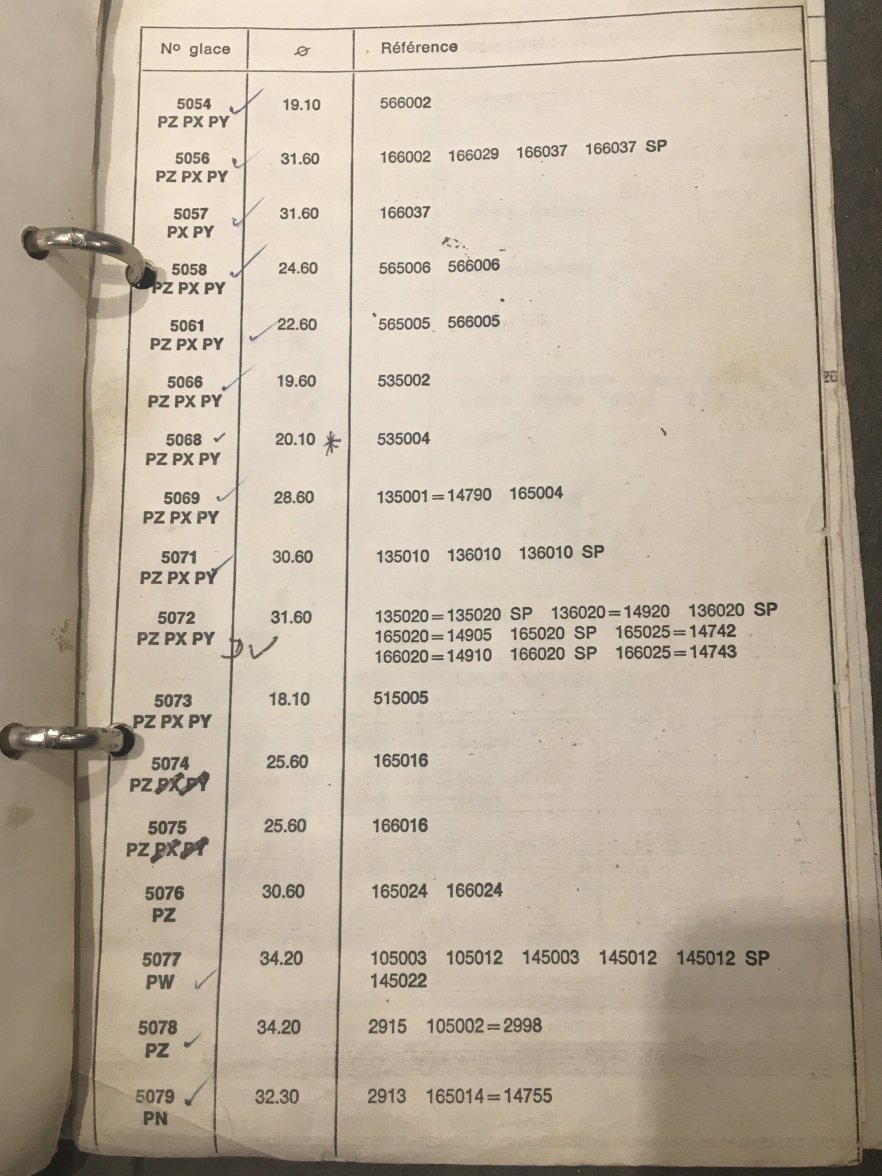 Nº glace ⌀ Référence
5054 19.10 566002
PZ PX PY
5056 31.60 166002 166029 166037 166037 SP
PZ PX PY
5057 31.60 166037
PX PY
5058 24.60 565006 566006
PZ PX PY
5061 22.60 565005 566005
PZ PX PY
5066 19.60 535002
PZ PX PY
5068 20.10 * 535004
PZ PX PY
5069 28.60 135001=14790 165004
PZ PX PY
5071 30.60 135010 136010 136010 SP
PZ PX PY
5072 31.60 135020=135020 SP 136020=14920 136020 SP
PZ PX PY 165020=14905 165020 SP 165025=14742
166020=14910 166020 SP 166025=14743
5073 18.10 515005
PZ PX PY
5074 25.60 165016
PZ PX PY
5075 25.60 166016
PZ PX PY
5076 30.60 165024 166024
PZ
5077 34.20 105003 105012 145003 145012 145012 SP
PW 145022
5078 34.20 2915 105002=2998
PZ
5079 32.30 2913 165014=14755
PN